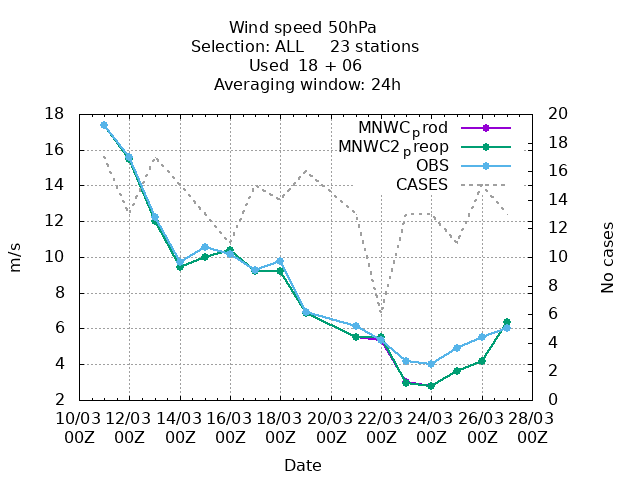 Wind speed 50hPa
Selection: ALL 23 stations
Used 18 + 06
Averaging window: 24h
18 20
16 18
14 16
12 14
10 12
8 10
6 8
4 6
2 4
2
0
MNWCprod
MNWC2preop
OBS
CASES
m/s
No cases
10/03 12/03 14/03 16/03 18/03 20/03 22/03 24/03 26/03 28/03
00Z 00Z 00Z 00Z 00Z 00Z 00Z 00Z 00Z 00Z
Date